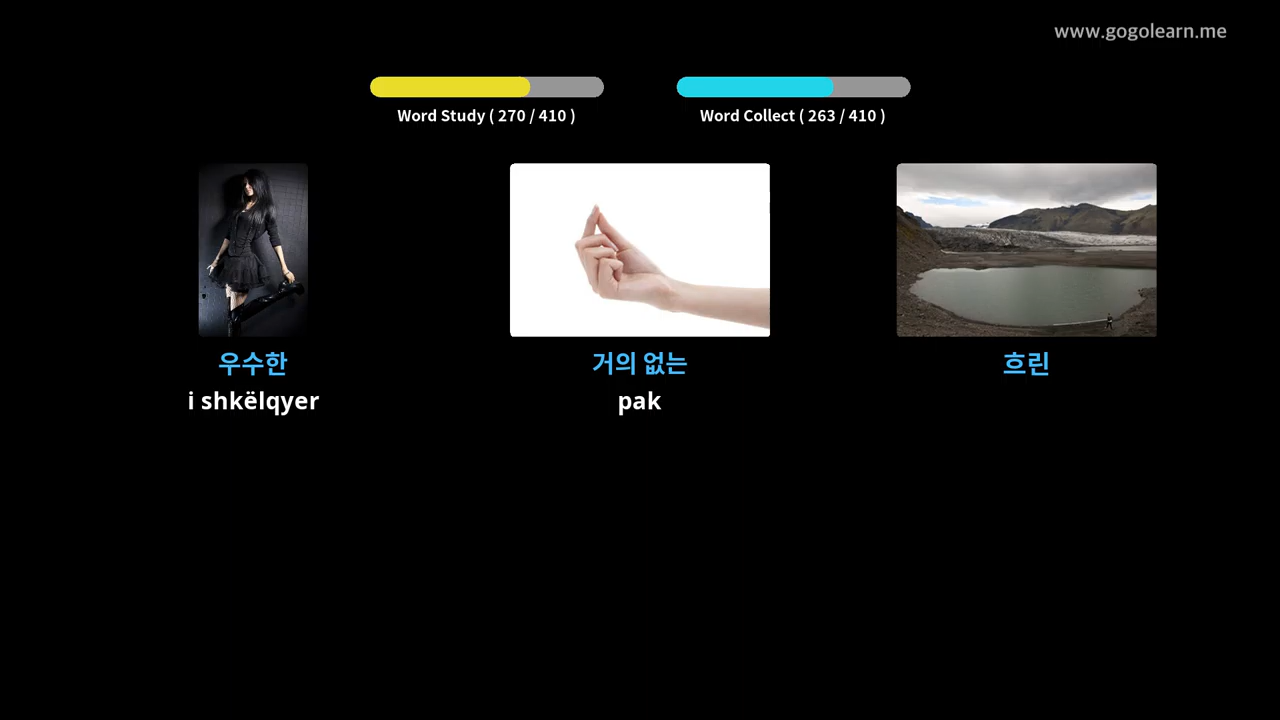 www.gogolearn.me
Word Study ( 270 / 410 )
Word Collect ( 263 / 410 )
우수한
i shkëlqyer
거의 없는
pak
흐린